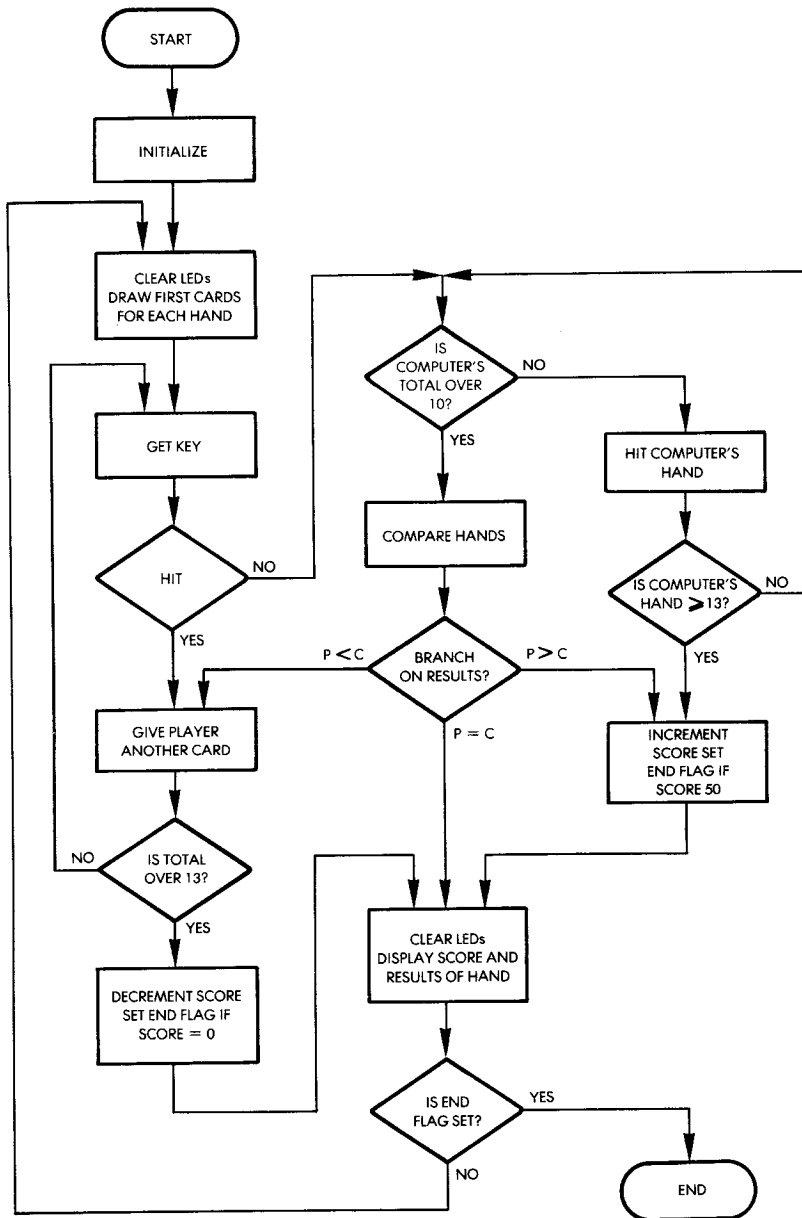 START
INITIALIZE
CLEAR LEDs
DRAW FIRST CARDS
FOR EACH HAND
GET KEY
HIT
NO
YES
GIVE PLAYER
ANOTHER CARD
IS TOTAL
OVER 13?
NO
YES
DECREMENT SCORE
SET END FLAG IF
SCORE = 0
IS
COMPUTER'S
TOTAL OVER
10?
NO
YES
HIT COMPUTER'S
HAND
COMPARE HANDS
IS COMPUTER'S
HAND ⩾13?
NO
YES
BRANCH
ON RESULTS?
P < C
P > C
P = C
INCREMENT
SCORE SET
END FLAG IF
SCORE 50
CLEAR LEDs
DISPLAY SCORE AND
RESULTS OF HAND
IS END
FLAG SET?
YES
NO
END